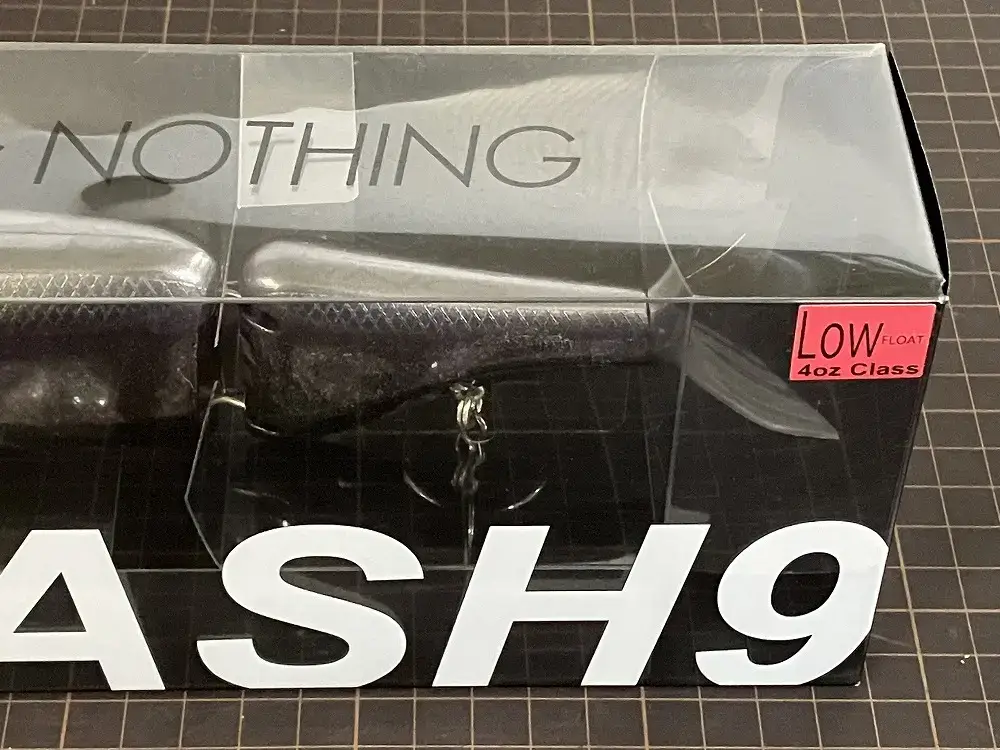 NOTHING
LOW FLOAT
4oz Class
ASH9